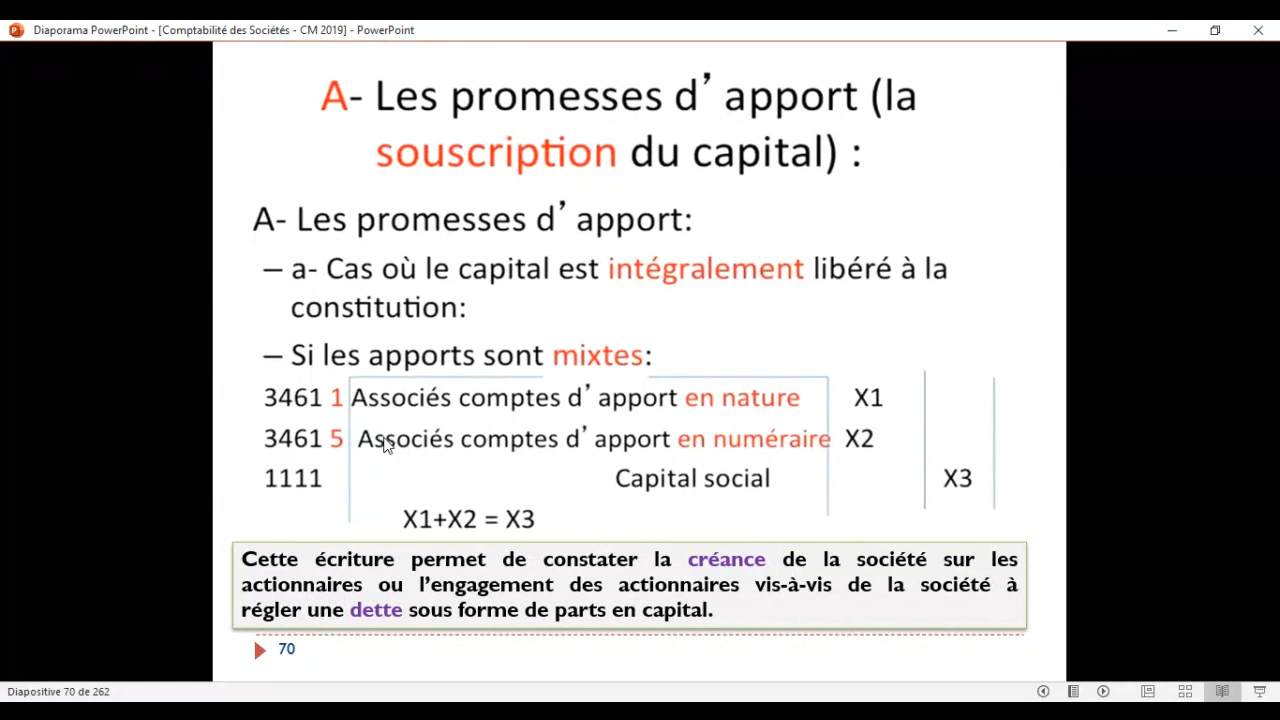 Diaporama PowerPoint - [Comptabilité des Sociétés - CM 2019] - PowerPoint
A- Les promesses d’ apport (la
souscription du capital) :
A- Les promesses d’ apport:
– a- Cas où le capital est intégralement libéré à la
constitution:
– Si les apports sont mixtes:
3461 1 Associés comptes d’ apport en nature X1
3461 5 Associés comptes d’ apport en numéraire X2
1111 Capital social X3
X1+X2 = X3
Cette écriture permet de constater la créance de la société sur les
actionnaires ou l’engagement des actionnaires vis-à-vis de la société à
régler une dette sous forme de parts en capital.
70
Diapositive 70 de 262